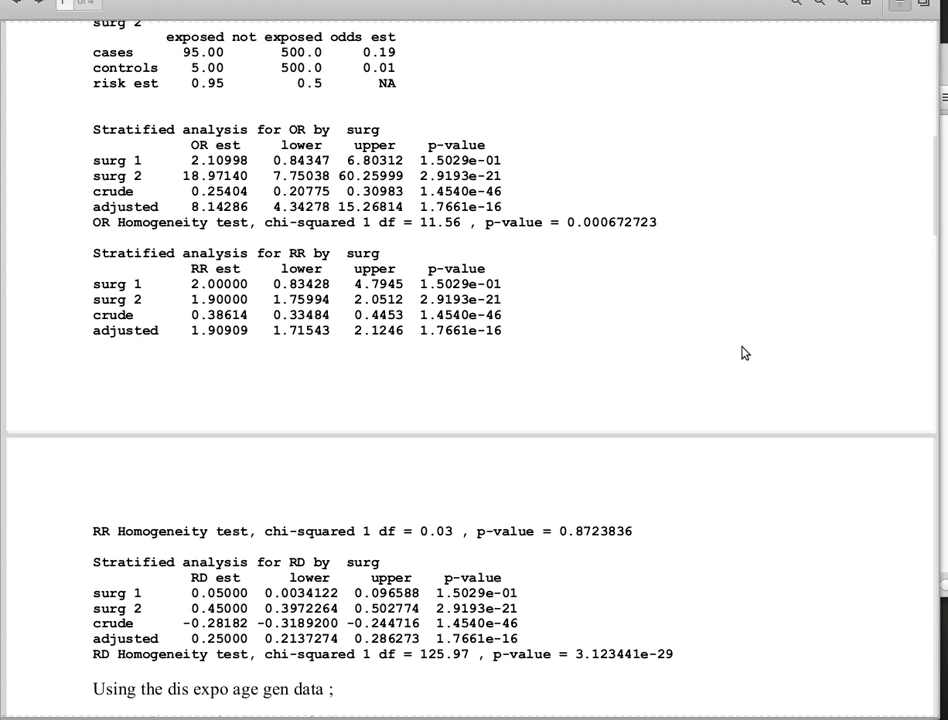 1 of 4
surg 2
exposed not exposed odds est
cases 95.00 500.0 0.19
controls 5.00 500.0 0.01
risk est 0.95 0.5 NA
Stratified analysis for OR by surg
OR est lower upper p-value
surg 1 2.10998 0.84347 6.80312 1.5029e-01
surg 2 18.97140 7.75038 60.25999 2.9193e-21
crude 0.25404 0.20775 0.30983 1.4540e-46
adjusted 8.14286 4.34278 15.26814 1.7661e-16
OR Homogeneity test, chi-squared 1 df = 11.56 , p-value = 0.000672723
Stratified analysis for RR by surg
RR est lower upper p-value
surg 1 2.00000 0.83428 4.7945 1.5029e-01
surg 2 1.90000 1.75994 2.0512 2.9193e-21
crude 0.38614 0.33484 0.4453 1.4540e-46
adjusted 1.90909 1.71543 2.1246 1.7661e-16
RR Homogeneity test, chi-squared 1 df = 0.03 , p-value = 0.8723836
Stratified analysis for RD by surg
RD est lower upper p-value
surg 1 0.05000 0.0034122 0.096588 1.5029e-01
surg 2 0.45000 0.3972264 0.502774 2.9193e-21
crude -0.28182 -0.3189200 -0.244716 1.4540e-46
adjusted 0.25000 0.2137274 0.286273 1.7661e-16
RD Homogeneity test, chi-squared 1 df = 125.97 , p-value = 3.123441e-29
Using the dis expo age gen data ;